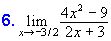 6. lim x→-3/2 (4x² − 9)/(2x + 3)